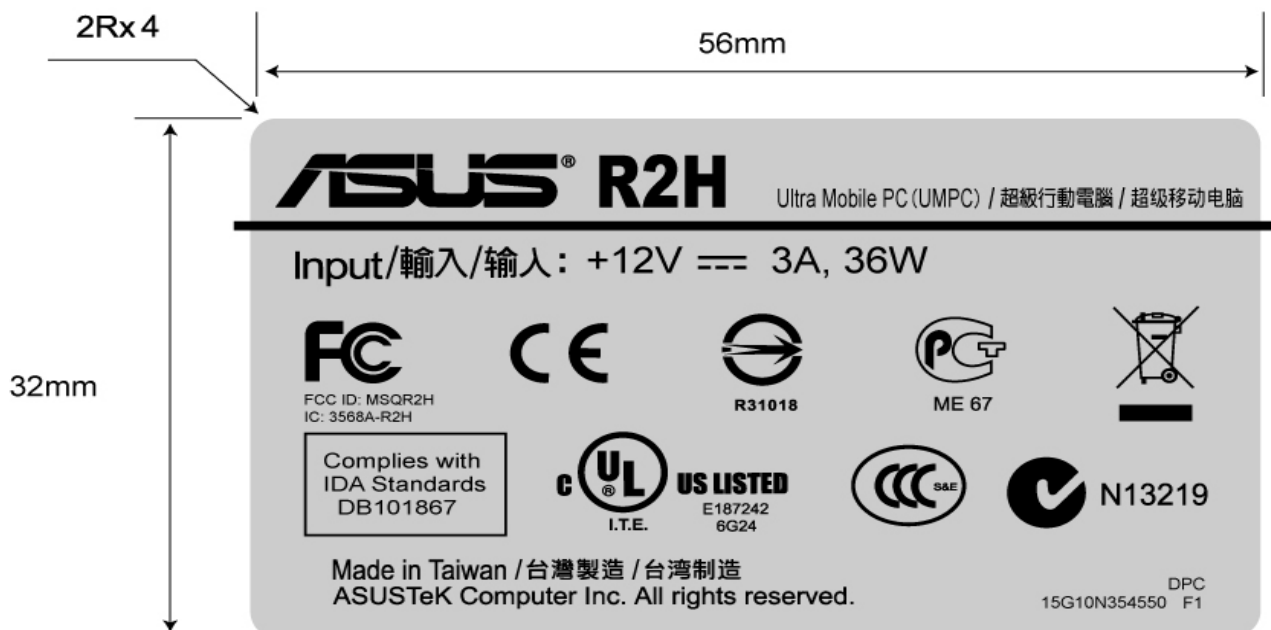 2Rx4
56mm
32mm
ASUS® R2H Ultra Mobile PC(UMPC) / 超級行動電腦 / 超级移动电脑
Input/輸入/输人: +12V ⎓ 3A, 36W
FC CE PCT
FCC ID: MSQR2H
IC: 3568A-R2H
R31018
ME 67
Complies with
IDA Standards
DB101867
C UL® US LISTED
I.T.E.
E187242
6G24
CCC S&E
N13219
Made in Taiwan /台灣製造 /台湾制造
ASUSTeK Computer Inc. All rights reserved.
DPC
15G10N354550 F1